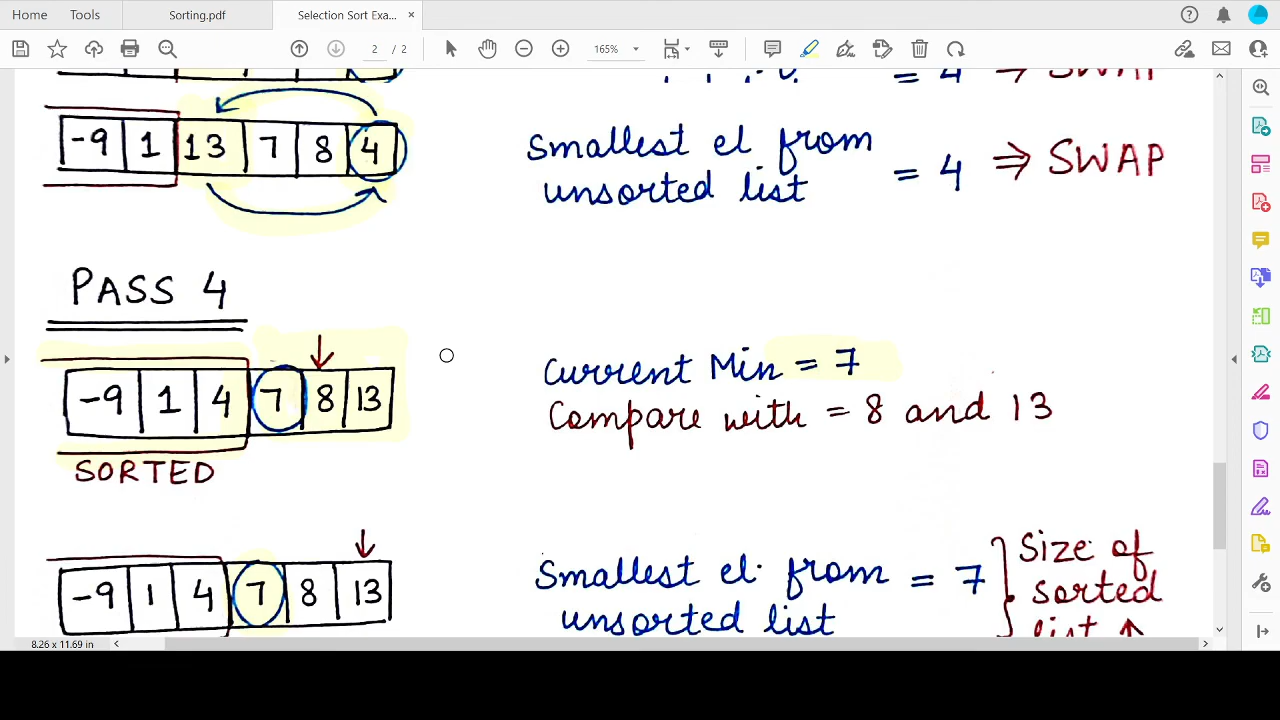 Home Tools Sorting.pdf Selection Sort Exa... ×
2 / 2 165%
= 4 ⇒ SWAP
-9 1 13 7 8 4
Smallest el from
unsorted list = 4 ⇒ SWAP
PASS 4
-9 1 4 7 8 13
SORTED
Current Min = 7
Compare with = 8 and 13
-9 1 4 7 8 13
Smallest el. from
unsorted list = 7
Size of
sorted
list ↑
8.26 x 11.69 in